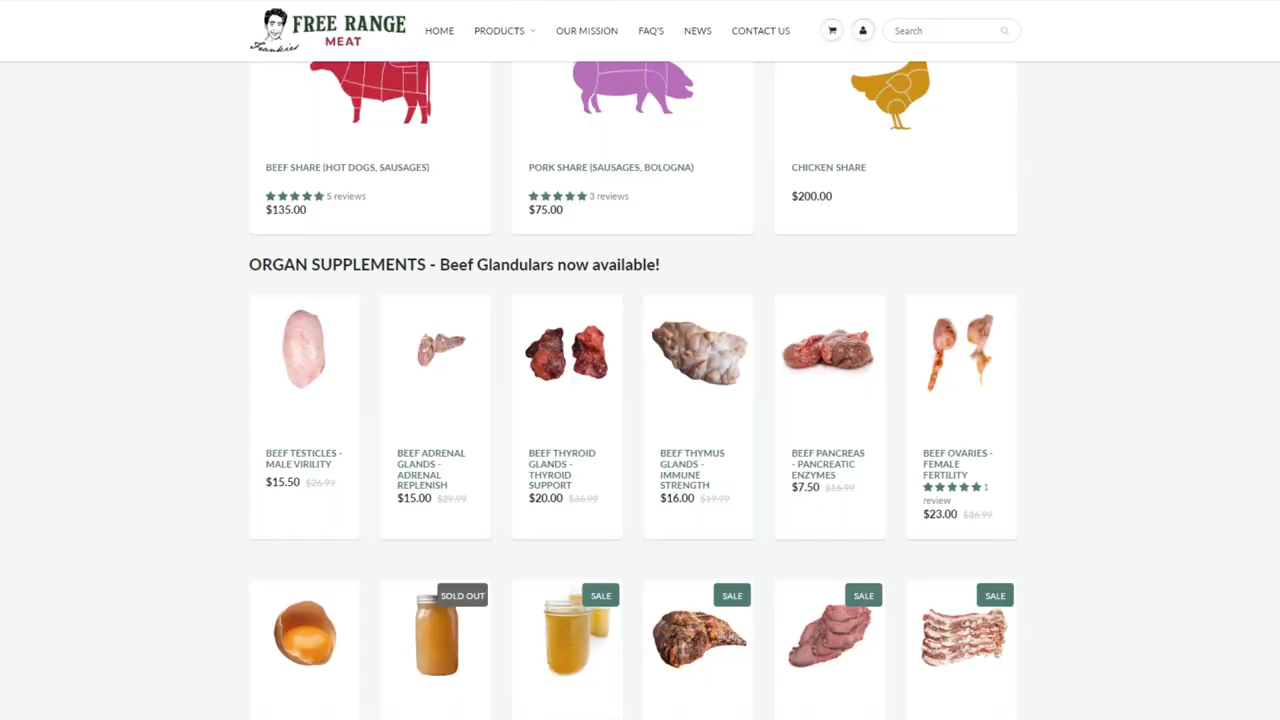 Frankies FREE RANGE MEAT
HOME PRODUCTS OUR MISSION FAQ'S NEWS CONTACT US Search
BEEF SHARE (HOT DOGS, SAUSAGES)
5 reviews
$135.00
PORK SHARE (SAUSAGES, BOLOGNA)
3 reviews
$75.00
CHICKEN SHARE
$200.00
ORGAN SUPPLEMENTS - Beef Glandulars now available!
BEEF TESTICLES -
MALE VIRILITY
$15.50 $26.99
BEEF ADRENAL
GLANDS -
ADRENAL
REPLENISH
$15.00 $29.99
BEEF THYROID
GLANDS -
THYROID
SUPPORT
$20.00 $36.99
BEEF THYMUS
GLANDS -
IMMUNE
STRENGTH
$16.00 $19.99
BEEF PANCREAS
- PANCREATIC
ENZYMES
$7.50 $16.99
BEEF OVARIES -
FEMALE
FERTILITY
1
review
$23.00 $36.99
SOLD OUT
SALE
SALE
SALE
SALE